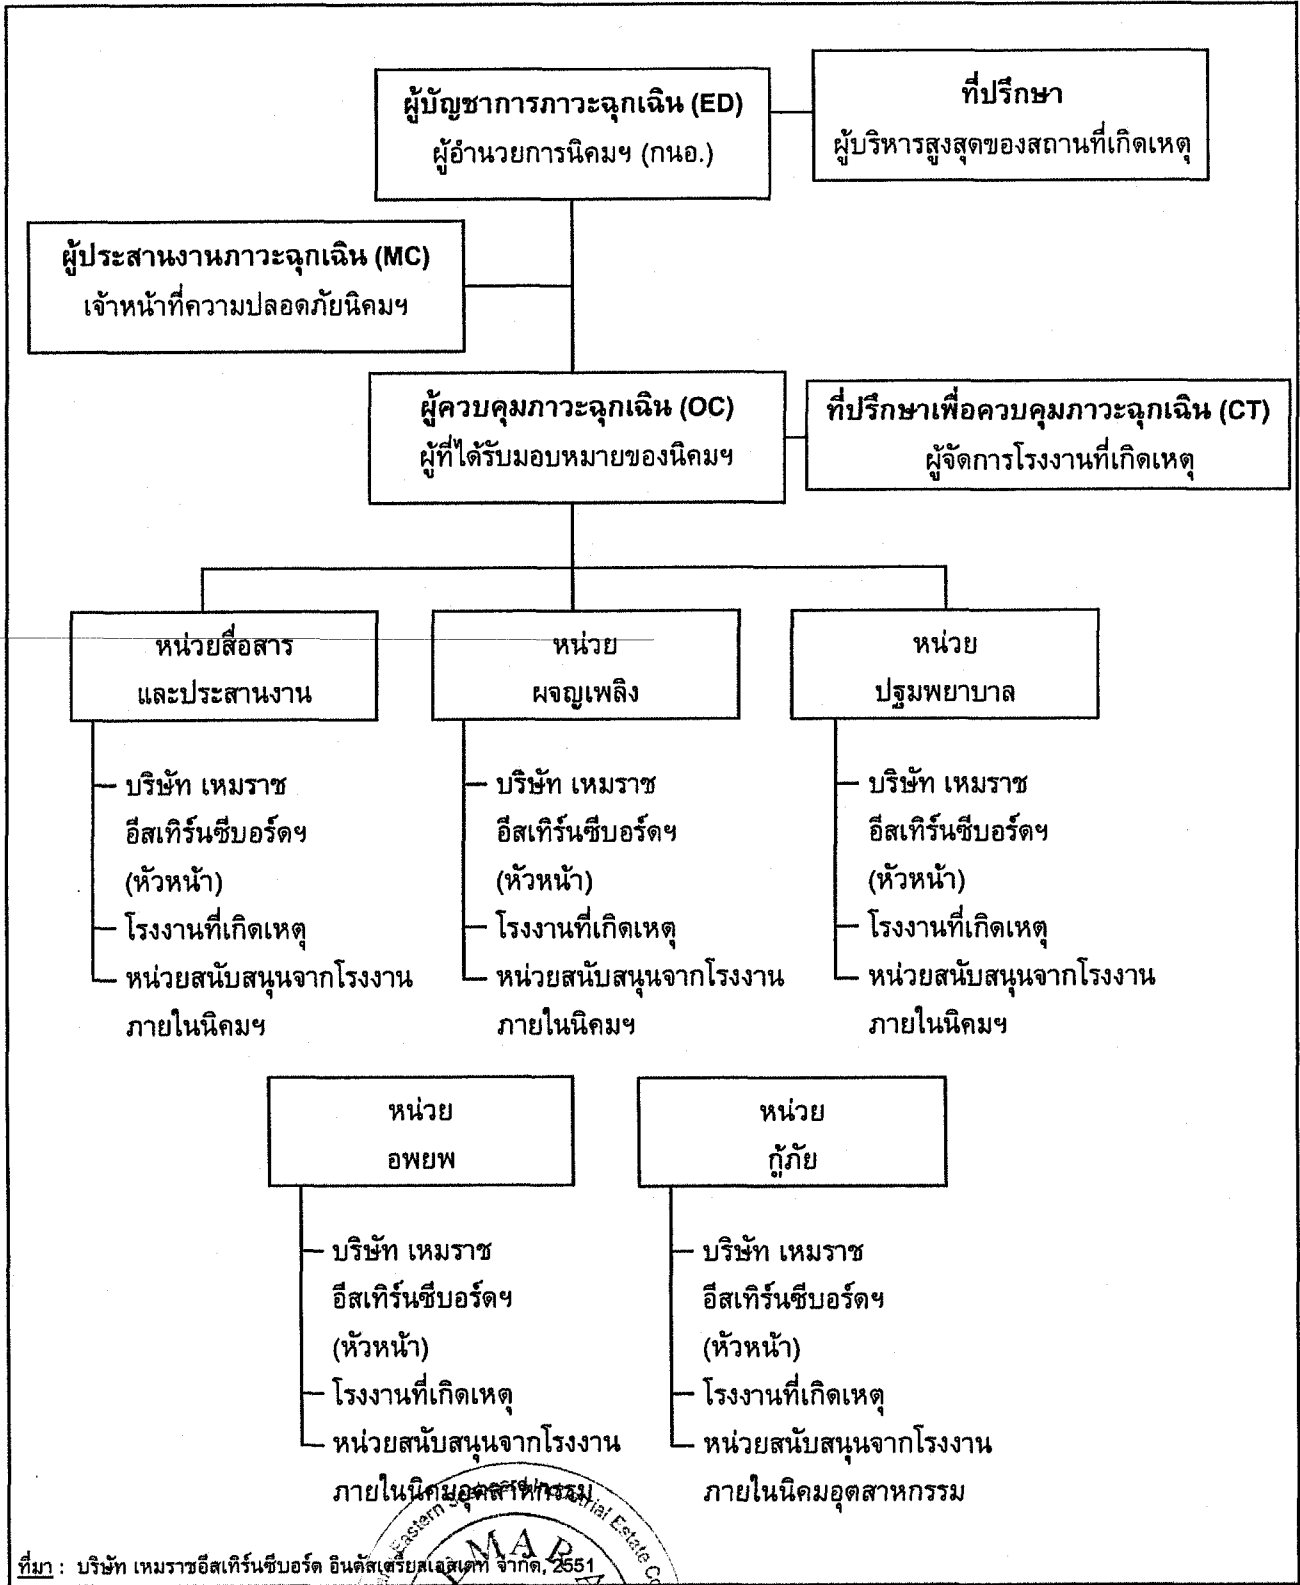 ผู้บัญชาการภาวะฉุกเฉิน (ED)
ผู้อำนวยการนิคมฯ (กนอ.)
ที่ปรึกษา
ผู้บริหารสูงสุดของสถานที่เกิดเหตุ
ผู้ประสานงานภาวะฉุกเฉิน (MC)
เจ้าหน้าที่ความปลอดภัยนิคมฯ
ผู้ควบคุมภาวะฉุกเฉิน (OC)
ผู้ที่ได้รับมอบหมายของนิคมฯ
ที่ปรึกษาเพื่อควบคุมภาวะฉุกเฉิน (CT)
ผู้จัดการโรงงานที่เกิดเหตุ
หน่วยสื่อสาร
และประสานงาน
บริษัท เหมราช
อีสเทิร์นซีบอร์ดฯ
(หัวหน้า)
โรงงานที่เกิดเหตุ
หน่วยสนับสนุนจากโรงงาน
ภายในนิคมฯ
หน่วย
ผจญเพลิง
บริษัท เหมราช
อีสเทิร์นซีบอร์ดฯ
(หัวหน้า)
โรงงานที่เกิดเหตุ
หน่วยสนับสนุนจากโรงงาน
ภายในนิคมฯ
หน่วย
ปฐมพยาบาล
บริษัท เหมราช
อีสเทิร์นซีบอร์ดฯ
(หัวหน้า)
โรงงานที่เกิดเหตุ
หน่วยสนับสนุนจากโรงงาน
ภายในนิคมฯ
หน่วย
อพยพ
บริษัท เหมราช
อีสเทิร์นซีบอร์ดฯ
(หัวหน้า)
โรงงานที่เกิดเหตุ
หน่วยสนับสนุนจากโรงงาน
ภายในนิคมอุตสาหกรรม
หน่วย
กู้ภัย
บริษัท เหมราช
อีสเทิร์นซีบอร์ดฯ
(หัวหน้า)
โรงงานที่เกิดเหตุ
หน่วยสนับสนุนจากโรงงาน
ภายในนิคมอุตสาหกรรม
Eastern Seaboard Industrial Estate Co
EMARA
ที่มา : บริษัท เหมราชอีสเทิร์นซีบอร์ด อินดัสเตรียลเอสเตท จำกัด, 2551